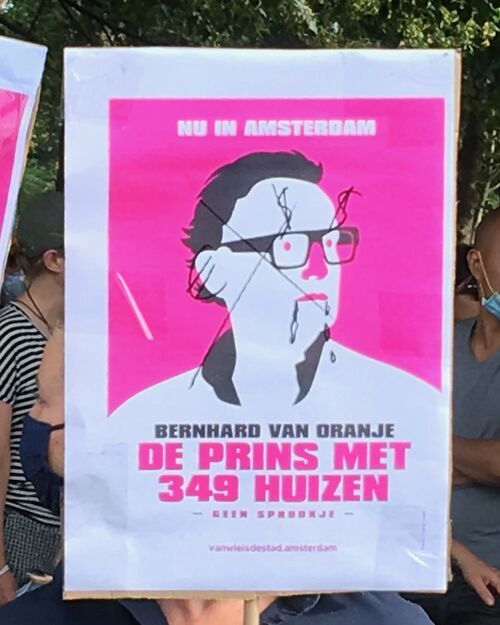 NU IN AMSTERDAM
BERNHARD VAN ORANJE
DE PRINS MET
349 HUIZEN
– GEEN SPROOKJE –
vanwieisdestad.amsterdam